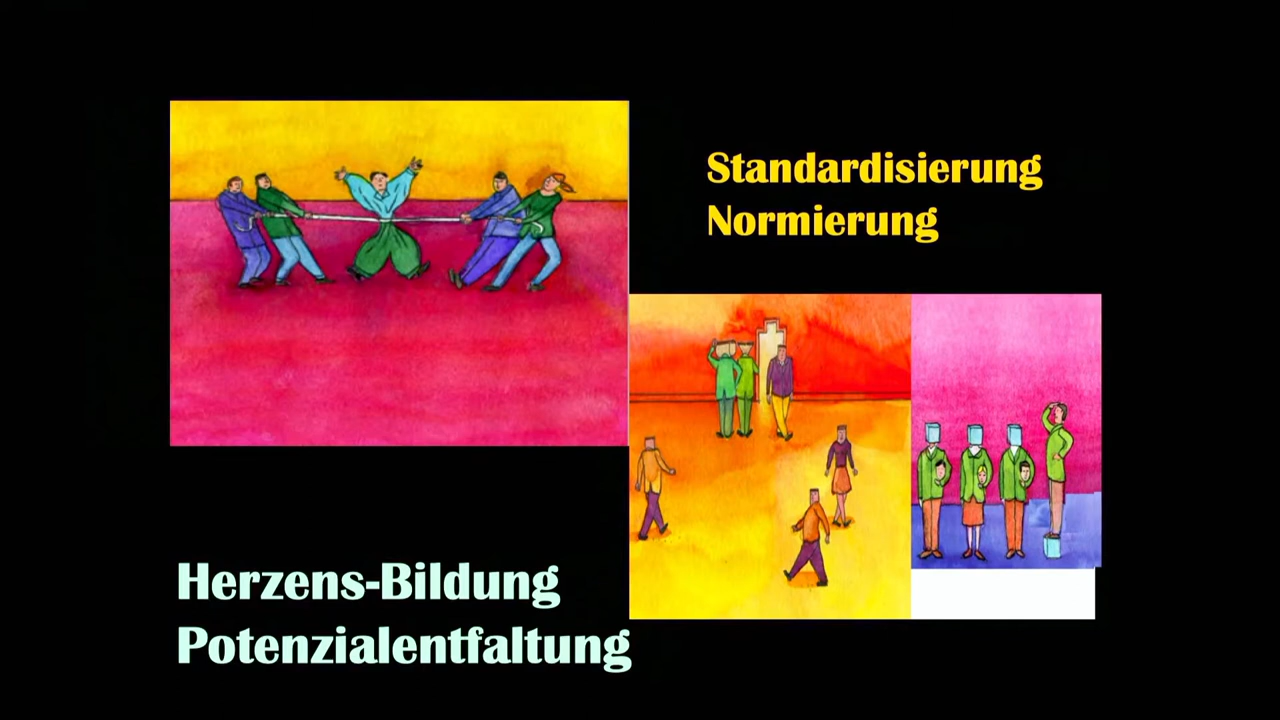 Standardisierung
Normierung
Herzens-Bildung
Potenzialentfaltung